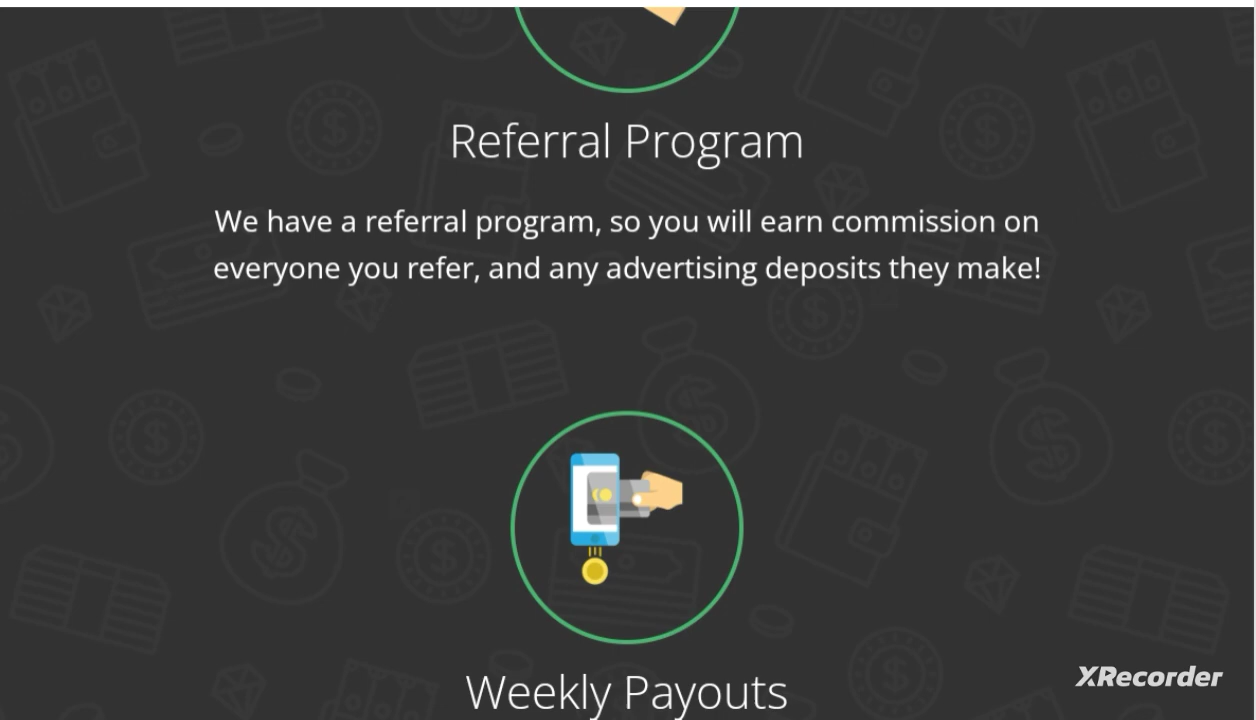 Referral Program
We have a referral program, so you will earn commission on
everyone you refer, and any advertising deposits they make!
Weekly Payouts
XRecorder